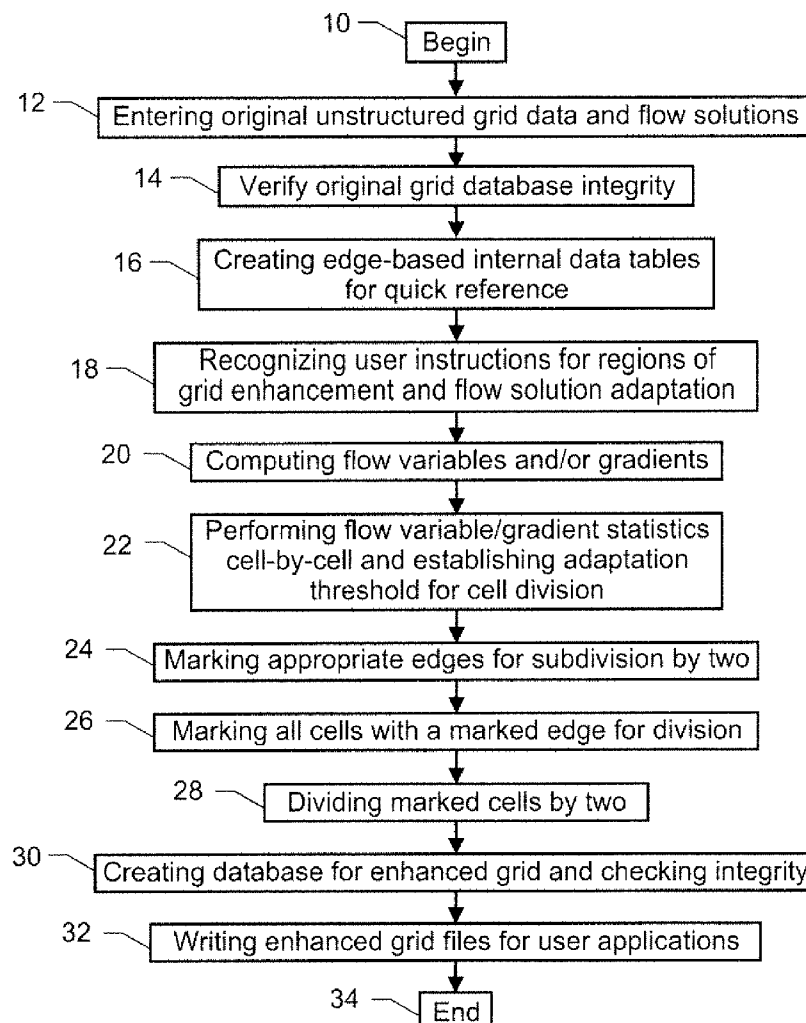 10
Begin
12
Entering original unstructured grid data and flow solutions
14
Verify original grid database integrity
16
Creating edge-based internal data tables
for quick reference
18
Recognizing user instructions for regions of
grid enhancement and flow solution adaptation
20
Computing flow variables and/or gradients
22
Performing flow variable/gradient statistics
cell-by-cell and establishing adaptation
threshold for cell division
24
Marking appropriate edges for subdivision by two
26
Marking all cells with a marked edge for division
28
Dividing marked cells by two
30
Creating database for enhanced grid and checking integrity
32
Writing enhanced grid files for user applications
34
End